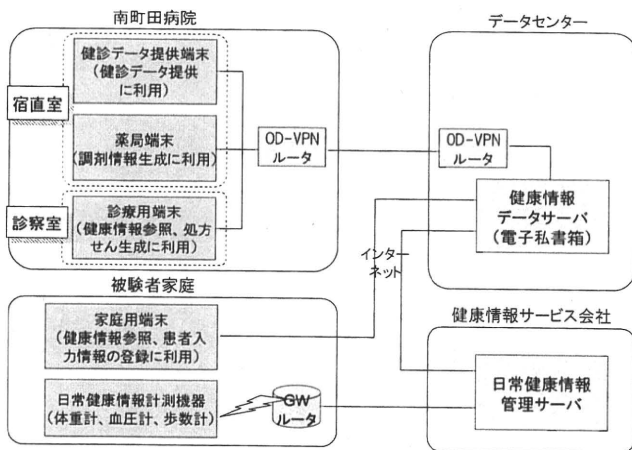 南町田病院
データセンター
健診データ提供端末
(健診データ提供
に利用)
宿直室
薬局端末
(調剤情報生成に利用)
OD-VPN
ルータ
OD-VPN
ルータ
診察室
診療用端末
(健康情報参照、処方
せん生成に利用)
健康情報
データサーバ
(電子私書箱)
インター
ネット
被験者家庭
家庭用端末
(健康情報参照、患者入
力情報の登録に利用)
日常健康情報計測機器
(体重計、血圧計、歩数計)
GW
ルータ
健康情報サービス会社
日常健康情報
管理サーバ